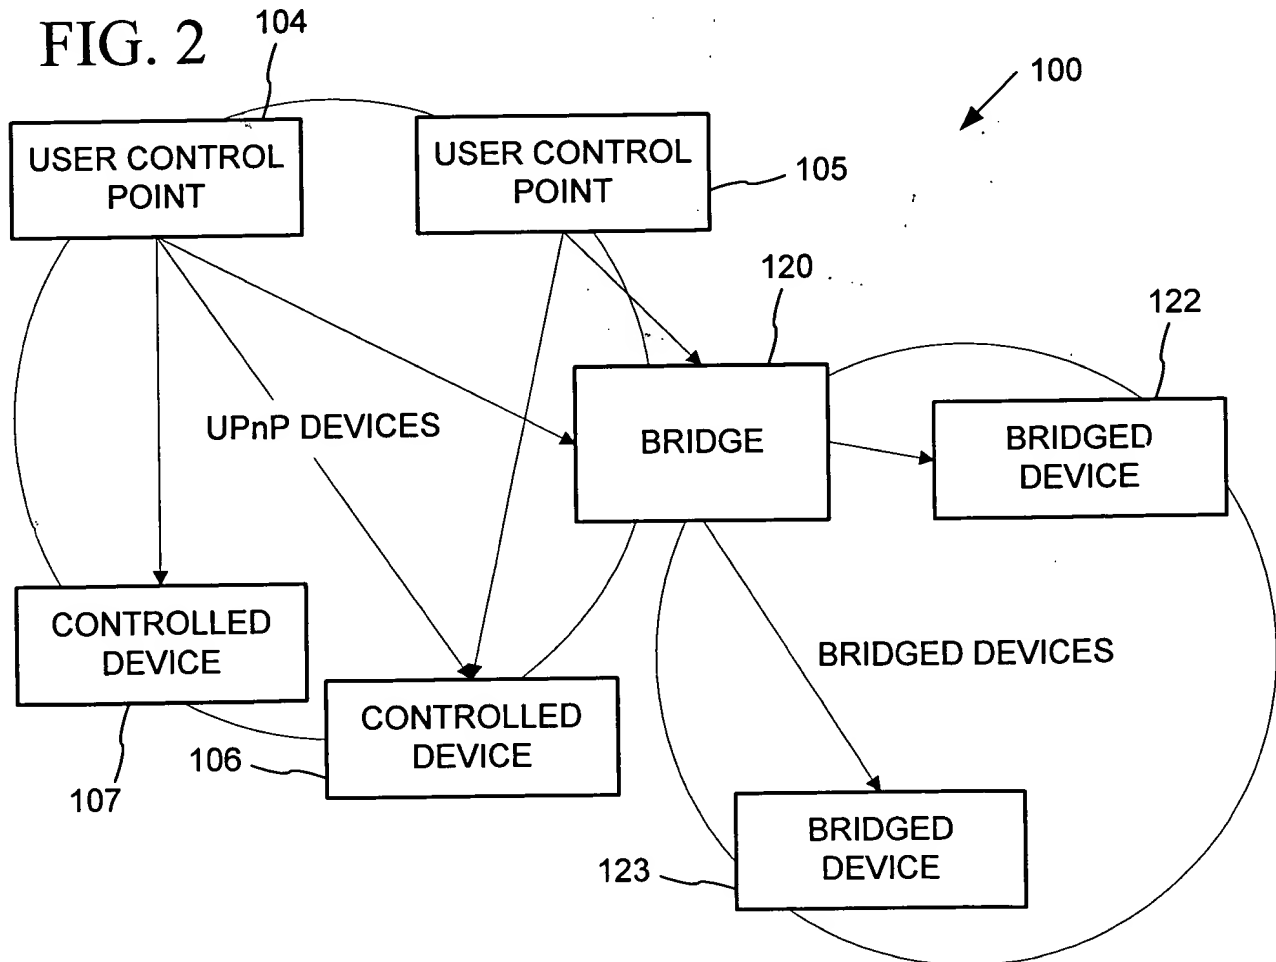 FIG. 2
104
100
USER CONTROL
POINT
USER CONTROL
POINT
105
120
122
UPnP DEVICES
BRIDGE
BRIDGED
DEVICE
CONTROLLED
DEVICE
BRIDGED DEVICES
CONTROLLED
DEVICE
106
107
BRIDGED
DEVICE
123